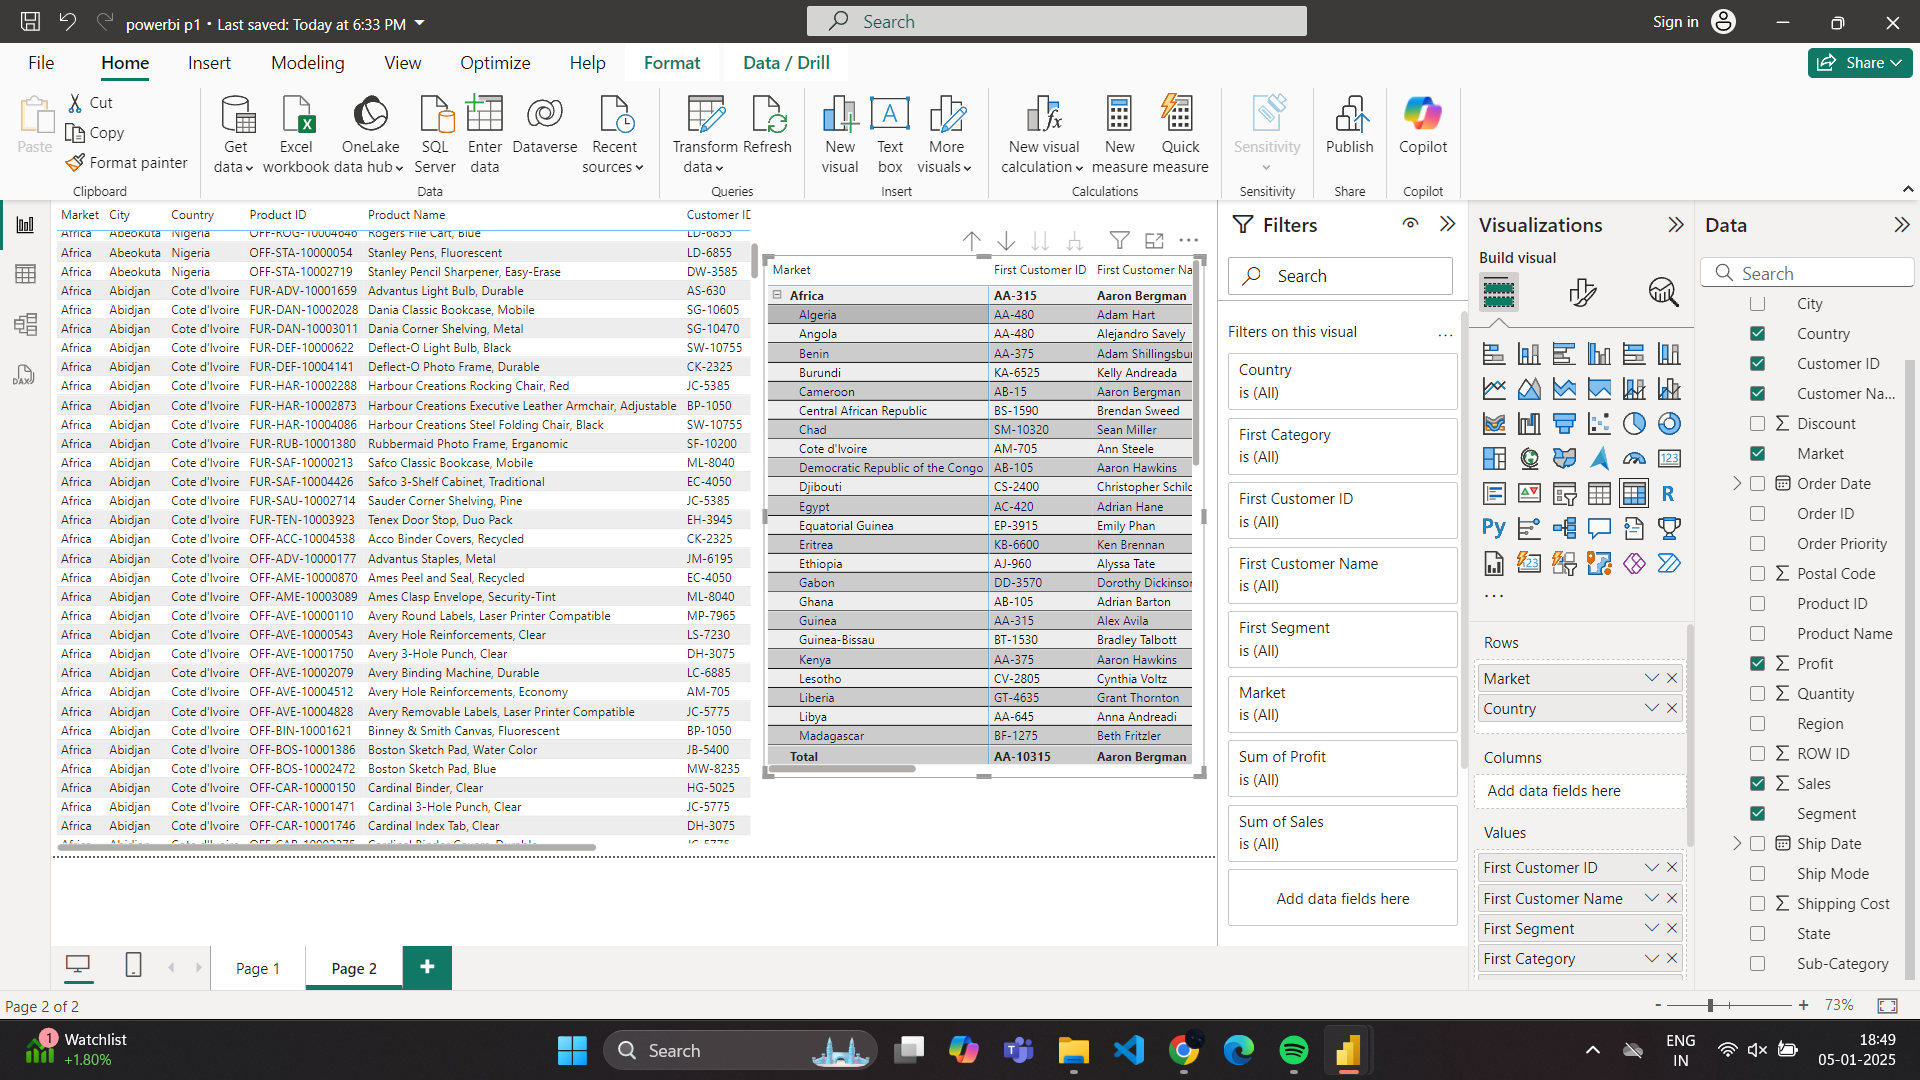 powerbi p1 • Last saved: Today at 6:33 PM
Search
Sign in
File Home Insert Modeling View Optimize Help Format Data / Drill
Share
Paste
Cut
Copy
Format painter
Clipboard
Get data
Excel workbook
OneLake data hub
SQL Server
Enter data
Dataverse
Recent sources
Data
Transform data
Refresh
Queries
New visual
Text box
More visuals
Insert
New visual calculation
New measure
Quick measure
Calculations
Sensitivity
Sensitivity
Publish
Share
Copilot
Copilot
Market City Country Product ID Product Name Customer ID
Africa Abeokuta Nigeria OFF-ROG-10004646 Rogers File Cart, Blue LD-6855
Africa Abeokuta Nigeria OFF-STA-10000054 Stanley Pens, Fluorescent LD-6855
Africa Abeokuta Nigeria OFF-STA-10002719 Stanley Pencil Sharpener, Easy-Erase DW-3585
Africa Abidjan Cote d'Ivoire FUR-ADV-10001659 Advantus Light Bulb, Durable AS-630
Africa Abidjan Cote d'Ivoire FUR-DAN-10002028 Dania Classic Bookcase, Mobile SG-10605
Africa Abidjan Cote d'Ivoire FUR-DAN-10003011 Dania Corner Shelving, Metal SG-10470
Africa Abidjan Cote d'Ivoire FUR-DEF-10000622 Deflect-O Light Bulb, Black SW-10755
Africa Abidjan Cote d'Ivoire FUR-DEF-10004141 Deflect-O Photo Frame, Durable CK-2325
Africa Abidjan Cote d'Ivoire FUR-HAR-10002288 Harbour Creations Rocking Chair, Red JC-5385
Africa Abidjan Cote d'Ivoire FUR-HAR-10002873 Harbour Creations Executive Leather Armchair, Adjustable BP-1050
Africa Abidjan Cote d'Ivoire FUR-HAR-10004086 Harbour Creations Steel Folding Chair, Black SW-10755
Africa Abidjan Cote d'Ivoire FUR-RUB-10001380 Rubbermaid Photo Frame, Erganomic SF-10200
Africa Abidjan Cote d'Ivoire FUR-SAF-10000213 Safco Classic Bookcase, Mobile ML-8040
Africa Abidjan Cote d'Ivoire FUR-SAF-10004426 Safco 3-Shelf Cabinet, Traditional EC-4050
Africa Abidjan Cote d'Ivoire FUR-SAU-10002714 Sauder Corner Shelving, Pine JC-5385
Africa Abidjan Cote d'Ivoire FUR-TEN-10003923 Tenex Door Stop, Duo Pack EH-3945
Africa Abidjan Cote d'Ivoire OFF-ACC-10004538 Acco Binder Covers, Recycled CK-2325
Africa Abidjan Cote d'Ivoire OFF-ADV-10000177 Advantus Staples, Metal JM-6195
Africa Abidjan Cote d'Ivoire OFF-AME-10000870 Ames Peel and Seal, Recycled EC-4050
Africa Abidjan Cote d'Ivoire OFF-AME-10003089 Ames Clasp Envelope, Security-Tint ML-8040
Africa Abidjan Cote d'Ivoire OFF-AVE-10000110 Avery Round Labels, Laser Printer Compatible MP-7965
Africa Abidjan Cote d'Ivoire OFF-AVE-10000543 Avery Hole Reinforcements, Clear LS-7230
Africa Abidjan Cote d'Ivoire OFF-AVE-10001750 Avery 3-Hole Punch, Clear DH-3075
Africa Abidjan Cote d'Ivoire OFF-AVE-10002079 Avery Binding Machine, Durable LC-6885
Africa Abidjan Cote d'Ivoire OFF-AVE-10004512 Avery Hole Reinforcements, Economy AM-705
Africa Abidjan Cote d'Ivoire OFF-AVE-10004828 Avery Removable Labels, Laser Printer Compatible JC-5775
Africa Abidjan Cote d'Ivoire OFF-BIN-10001621 Binney & Smith Canvas, Fluorescent BP-1050
Africa Abidjan Cote d'Ivoire OFF-BOS-10001386 Boston Sketch Pad, Water Color JB-5400
Africa Abidjan Cote d'Ivoire OFF-BOS-10002472 Boston Sketch Pad, Blue MW-8235
Africa Abidjan Cote d'Ivoire OFF-CAR-10000150 Cardinal Binder, Clear HG-5025
Africa Abidjan Cote d'Ivoire OFF-CAR-10001471 Cardinal 3-Hole Punch, Clear JC-5775
Africa Abidjan Cote d'Ivoire OFF-CAR-10001746 Cardinal Index Tab, Clear DH-3075
Market First Customer ID First Customer Na
Africa AA-315 Aaron Bergman
Algeria AA-480 Adam Hart
Angola AA-480 Alejandro Savely
Benin AA-375 Adam Shillingsbu
Burundi KA-6525 Kelly Andreada
Cameroon AB-15 Aaron Bergman
Central African Republic BS-1590 Brendan Sweed
Chad SM-10320 Sean Miller
Cote d'Ivoire AM-705 Ann Steele
Democratic Republic of the Congo AB-105 Aaron Hawkins
Djibouti CS-2400 Christopher Schilc
Egypt AC-420 Adrian Hane
Equatorial Guinea EP-3915 Emily Phan
Eritrea KB-6600 Ken Brennan
Ethiopia AJ-960 Alyssa Tate
Gabon DD-3570 Dorothy Dickinsor
Ghana AB-105 Adrian Barton
Guinea AA-315 Alex Avila
Guinea-Bissau BT-1530 Bradley Talbott
Kenya AA-375 Aaron Hawkins
Lesotho CV-2805 Cynthia Voltz
Liberia GT-4635 Grant Thornton
Libya AA-645 Anna Andreadi
Madagascar BF-1275 Beth Fritzler
Total AA-10315 Aaron Bergman
Filters
Search
Filters on this visual
Country
is (All)
First Category
is (All)
First Customer ID
is (All)
First Customer Name
is (All)
First Segment
is (All)
Market
is (All)
Sum of Profit
is (All)
Sum of Sales
is (All)
Add data fields here
Visualizations
Build visual
123
R
Py
123
Rows
Market
Country
Columns
Add data fields here
Values
First Customer ID
First Customer Name
First Segment
First Category
Data
Search
City
Country
Customer ID
Customer Na...
Discount
Market
Order Date
Order ID
Order Priority
Postal Code
Product ID
Product Name
Profit
Quantity
Region
ROW ID
Sales
Segment
Ship Date
Ship Mode
Shipping Cost
State
Sub-Category
Page 1
Page 2
Page 2 of 2
73%
1
Watchlist
+1.80%
Search
ENG
IN
18:49
05-01-2025